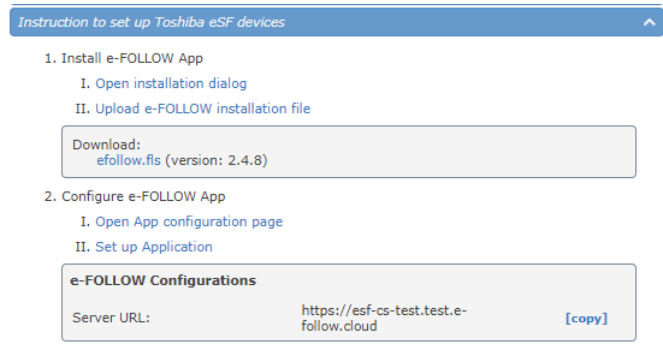 Instruction to set up Toshiba eSF devices
1. Install e-FOLLOW App
I. Open installation dialog
II. Upload e-FOLLOW installation file
Download:
efollow.fls (version: 2.4.8)
2. Configure e-FOLLOW App
I. Open App configuration page
II. Set up Application
e-FOLLOW Configurations
Server URL: https://esf-cs-test.test.e- [copy]
follow.cloud